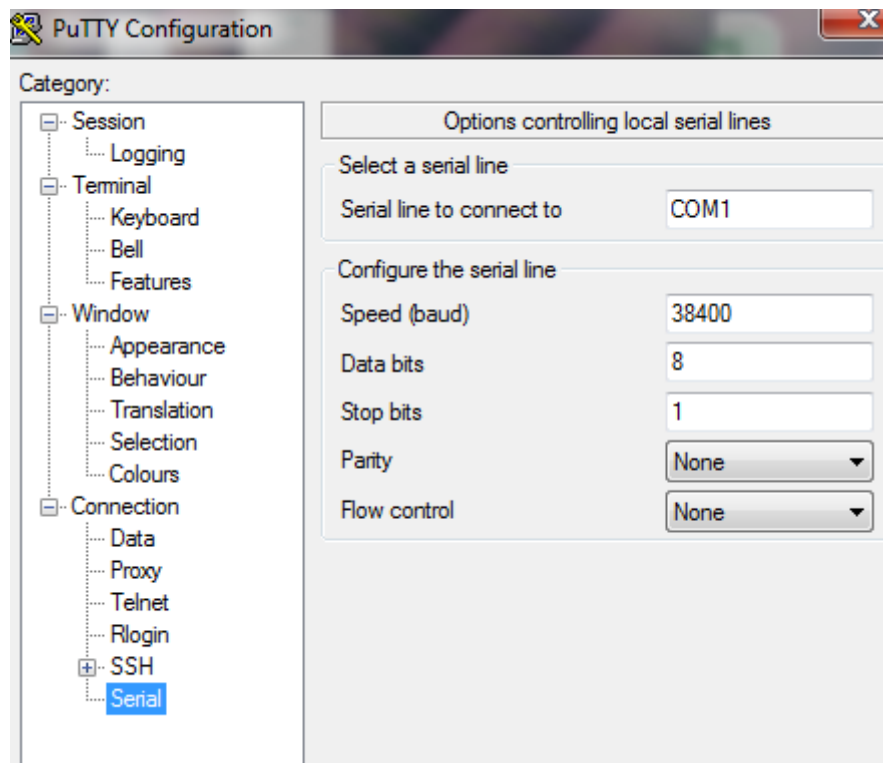 PuTTY Configuration
Category:
Session
Logging
Terminal
Keyboard
Bell
Features
Window
Appearance
Behaviour
Translation
Selection
Colours
Connection
Data
Proxy
Telnet
Rlogin
SSH
Serial
Options controlling local serial lines
Select a serial line
Serial line to connect to COM1
Configure the serial line
Speed (baud) 38400
Data bits 8
Stop bits 1
Parity None
Flow control None